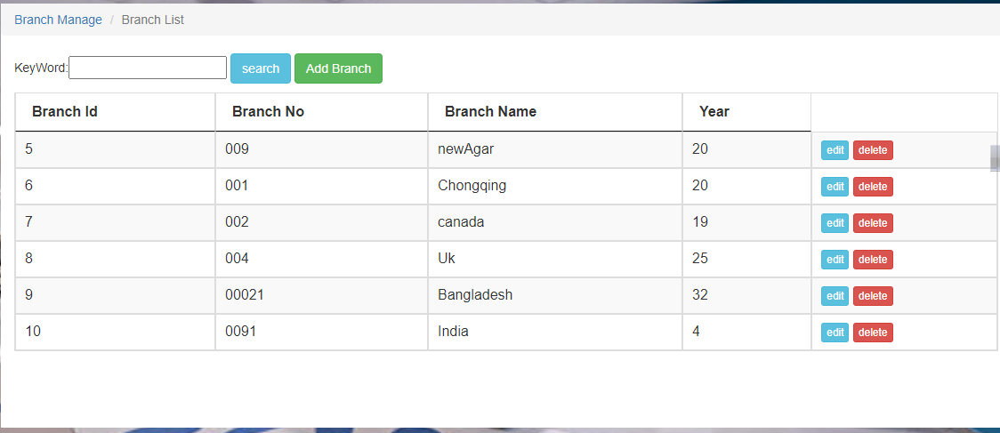 Branch Manage / Branch List
KeyWord: search Add Branch
Branch Id Branch No Branch Name Year
5 009 newAgar 20 edit delete
6 001 Chongqing 20 edit delete
7 002 canada 19 edit delete
8 004 Uk 25 edit delete
9 00021 Bangladesh 32 edit delete
10 0091 India 4 edit delete